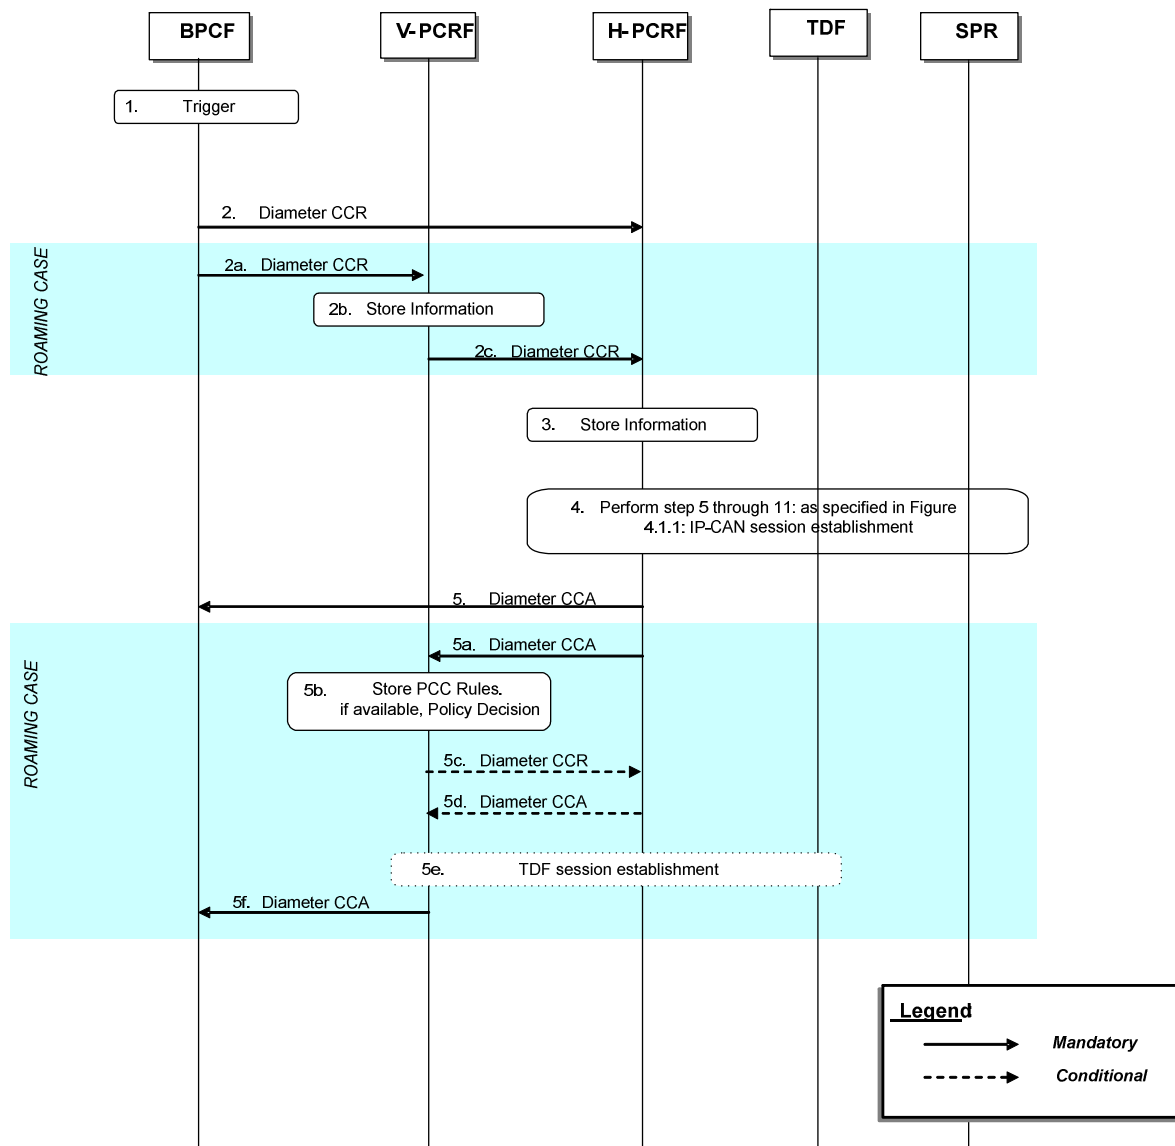 BPCF
V-PCRF
H-PCRF
TDF
SPR
1. Trigger
2. Diameter CCR
ROAMING CASE
2a. Diameter CCR
2b. Store Information
2c. Diameter CCR
3. Store Information
4. Perform step 5 through 11: as specified in Figure
4.1.1: IP-CAN session establishment
5. Diameter CCA
ROAMING CASE
5a. Diameter CCA
5b. Store PCC Rules.
if available, Policy Decision
5c. Diameter CCR
5d. Diameter CCA
5e. TDF session establishment
5f. Diameter CCA
Legend:
Mandatory
Conditional